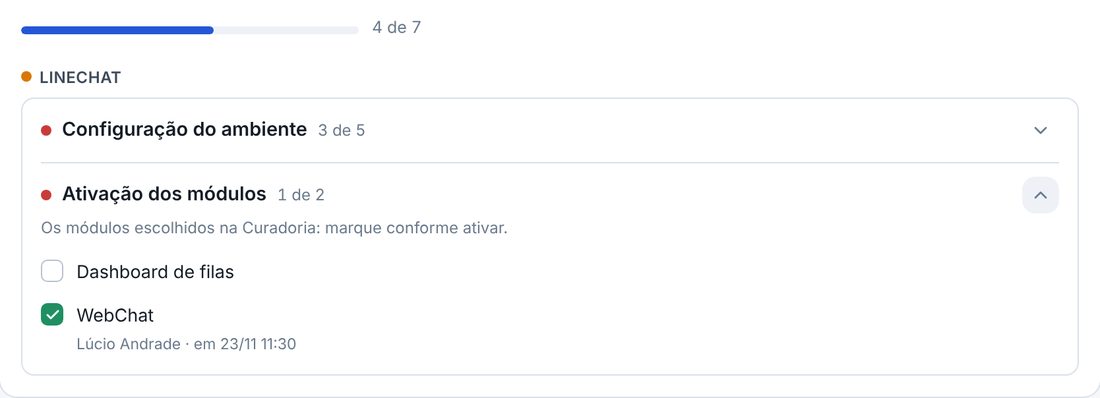 4 de 7
LINECHAT
Configuração do ambiente 3 de 5
Ativação dos módulos 1 de 2
Os módulos escolhidos na Curadoria: marque conforme ativar.
Dashboard de filas
WebChat
Lúcio Andrade · em 23/11 11:30